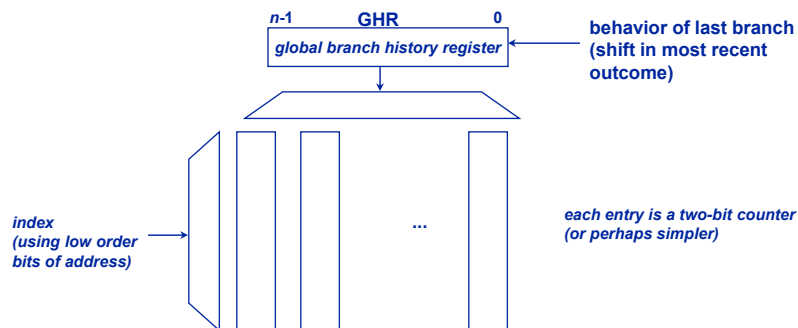 n-1 GHR 0
global branch history register
behavior of last branch
(shift in most recent
outcome)
index
(using low order
bits of address)
...
each entry is a two-bit counter
(or perhaps simpler)